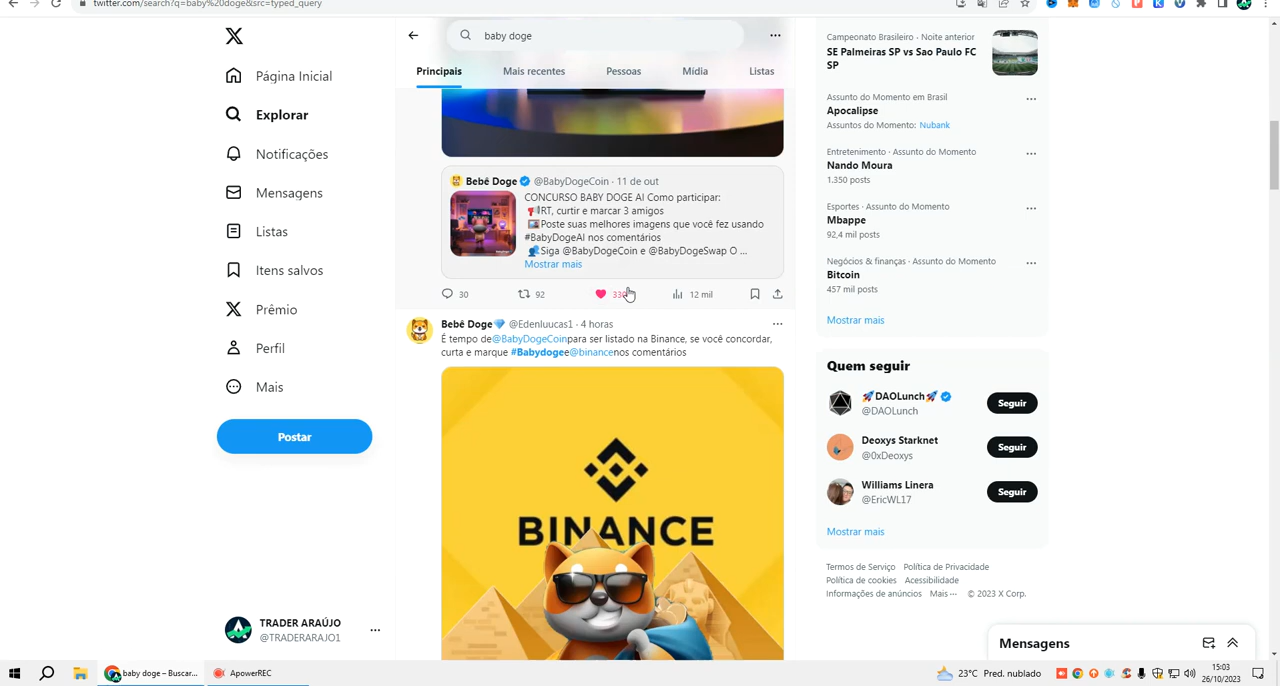 twitter.com/search?q=baby%20doge&src=typed_query
baby doge
Principais
Mais recentes
Pessoas
Mídia
Listas
Página Inicial
Explorar
Notificações
Mensagens
Listas
Itens salvos
Prêmio
Perfil
Mais
Postar
TRADER ARAÚJO
@TRADERARAJO1
Bebê Doge @BabyDogeCoin · 11 de out
CONCURSO BABY DOGE AI Como participar:
RT, curtir e marcar 3 amigos
Poste suas melhores imagens que você fez usando
#BabyDogeAI nos comentários
Siga @BabyDogeCoin e @BabyDogeSwap O ...
Mostrar mais
30
92
12 mil
Bebê Doge💎 @Edenluucas1 · 4 horas
É tempo de@BabyDogeCoinpara ser listado na Binance, se você concordar,
curta e marque #Babydogee@binancenos comentários
BINANCE
Campeonato Brasileiro · Noite anterior
SE Palmeiras SP vs Sao Paulo FC
SP
Assunto do Momento em Brasil
Apocalipse
Assuntos do Momento: Nubank
Entretenimento · Assunto do Momento
Nando Moura
1.350 posts
Esportes · Assunto do Momento
Mbappe
92,4 mil posts
Negócios & finanças · Assunto do Momento
Bitcoin
457 mil posts
Mostrar mais
Quem seguir
🚀DAOLunch🚀
@DAOLunch
Seguir
Deoxys Starknet
@0xDeoxys
Seguir
Williams Linera
@EricWL17
Seguir
Mostrar mais
Termos de Serviço Política de Privacidade
Política de cookies Acessibilidade
Informações de anúncios Mais ··· © 2023 X Corp.
Mensagens
baby doge – Buscar...
ApowerREC
23°C Pred. nublado
15:03
26/10/2023